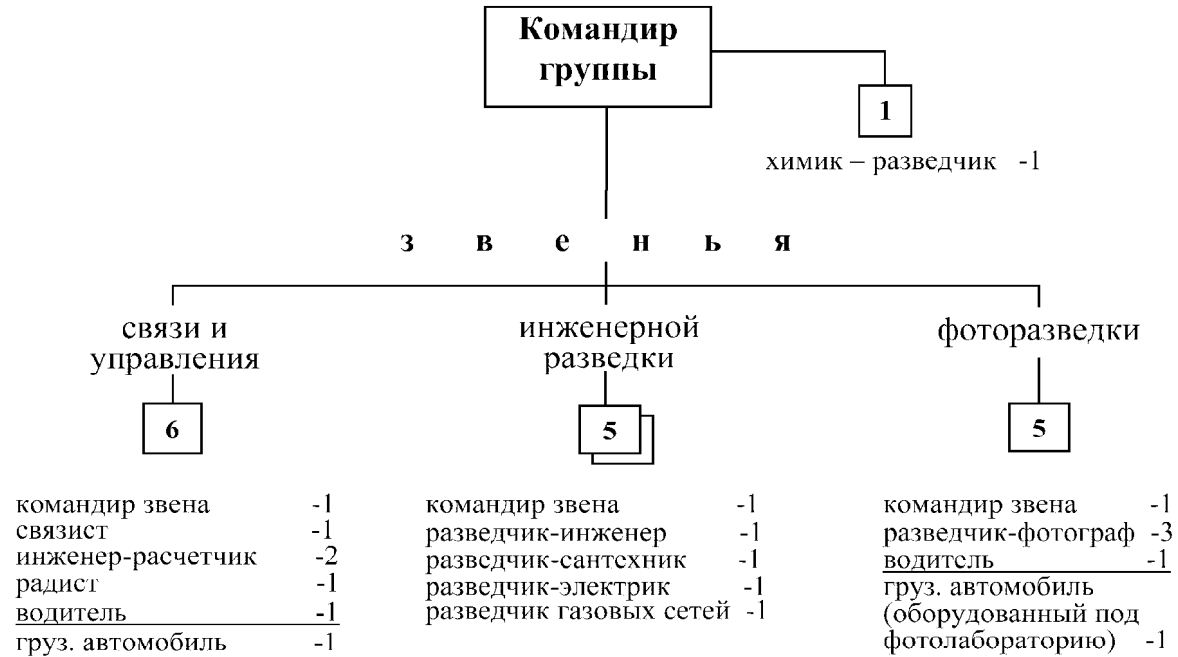 Командир
группы
1
химик – разведчик -1
з в е н ь я
связи и
управления
6
командир звена -1
связист -1
инженер-расчетчик -2
радист -1
водитель -1
груз. автомобиль -1
инженерной
разведки
5
командир звена -1
разведчик-инженер -1
разведчик-сантехник -1
разведчик-электрик -1
разведчик газовых сетей -1
фоторазведки
5
командир звена -1
разведчик-фотограф -3
водитель -1
груз. автомобиль
(оборудованный под
фотолабораторию) -1